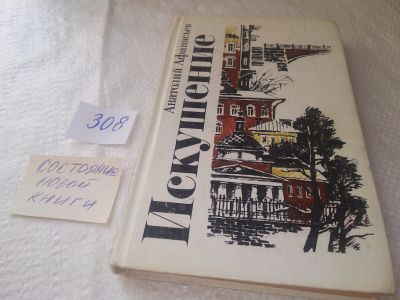 308
СОСТОЯНИЕ
НОВОЙ
КНИГИ
Анатолий Афанасьев
Искушение